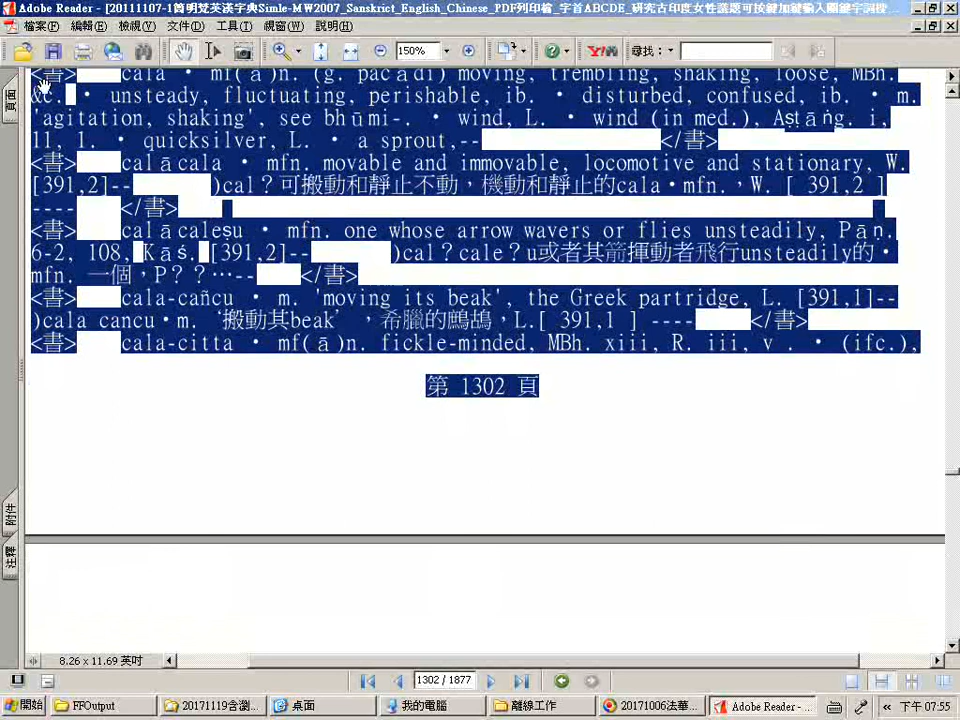 Adobe Reader - [20111107-1簡明梵英漢字典Simle-MW2007_Sanskrict_English_Chinese_PDF列印檔_字首ABCDE_研究古印度女性議題可按鍵加鍵輸入關鍵字詞搜
檔案(F) 編輯(E) 檢視(V) 文件(D) 工具(T) 視窗(W) 說明(H)
150% Y! 尋找：
頁面
<書> cala ‧ mf(ā)n. (g. pacādi) moving, trembling, shaking, loose, MBh.
&c. ‧ unsteady, fluctuating, perishable, ib. ‧ disturbed, confused, ib. ‧ m.
'agitation, shaking', see bhūmi-. ‧ wind, L. ‧ wind (in med.), Aṣṭāṅg. i,
11, 1. ‧ quicksilver, L. ‧ a sprout,-- </書>
<書> calācala ‧ mfn. movable and immovable, locomotive and stationary, W.
[391,2]-- )cal？可搬動和靜止不動，機動和靜止的cala‧mfn.，W. [ 391,2 ]
---- </書>
<書> calācaleṣu ‧ mfn. one whose arrow wavers or flies unsteadily, Pāṇ.
6-2, 108, Kāś. [391,2]-- )cal？cale？u或者其箭揮動者飛行unsteadily的‧
mfn. 一個，P？？…-- </書>
<書> cala-cañcu ‧ m. 'moving its beak', the Greek partridge, L. [391,1]--
)cala cancu‧m.‘搬動其beak’，希臘的鷓鴣，L.[ 391,1 ] ---- </書>
<書> cala-citta ‧ mf(ā)n. fickle-minded, MBh. xiii, R. iii, v . ‧ (ifc.),
第 1302 頁
附件
注釋
8.26 x 11.69 英吋
1302 / 1877
開始 FFOutput 20171119含瀏... 桌面 我的電腦 離線工作 20171006法華... Adobe Reader - ... 下午 07:55